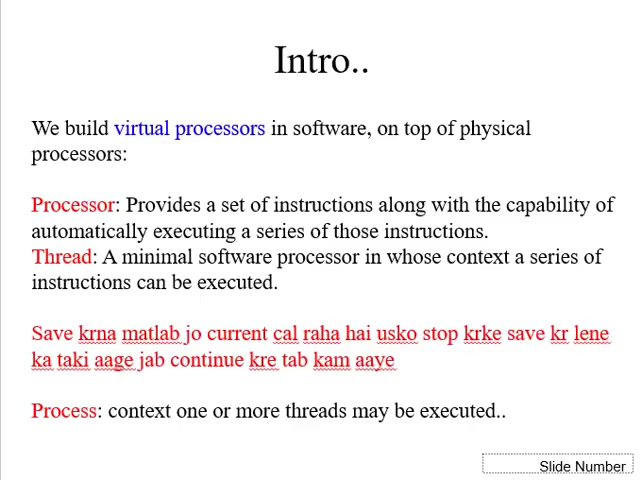 Intro..
We build virtual processors in software, on top of physical
processors:
Processor: Provides a set of instructions along with the capability of
automatically executing a series of those instructions.
Thread: A minimal software processor in whose context a series of
instructions can be executed.
Save krna matlab jo current cal raha hai usko stop krke save kr lene
ka taki aage jab continue kre tab kam aaye
Process: context one or more threads may be executed..
Slide Number